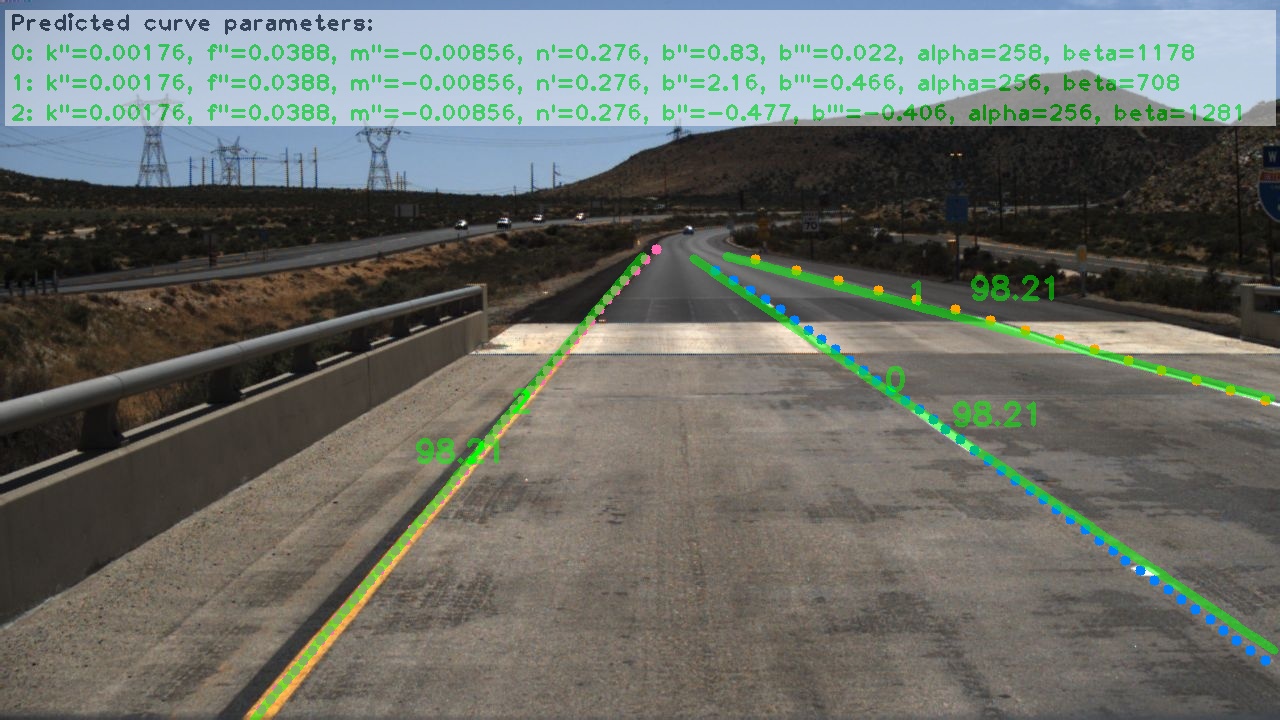 Predicted curve parameters:
0: k''=0.00176, f''=0.0388, m''=-0.00856, n'=0.276, b''=0.83, b'''=0.022, alpha=258, beta=1178
1: k''=0.00176, f''=0.0388, m''=-0.00856, n'=0.276, b''=2.16, b'''=0.466, alpha=256, beta=708
2: k''=0.00176, f''=0.0388, m''=-0.00856, n'=0.276, b''=-0.477, b'''=-0.406, alpha=256, beta=1281
70
1 98.21
0
98.21
98.21